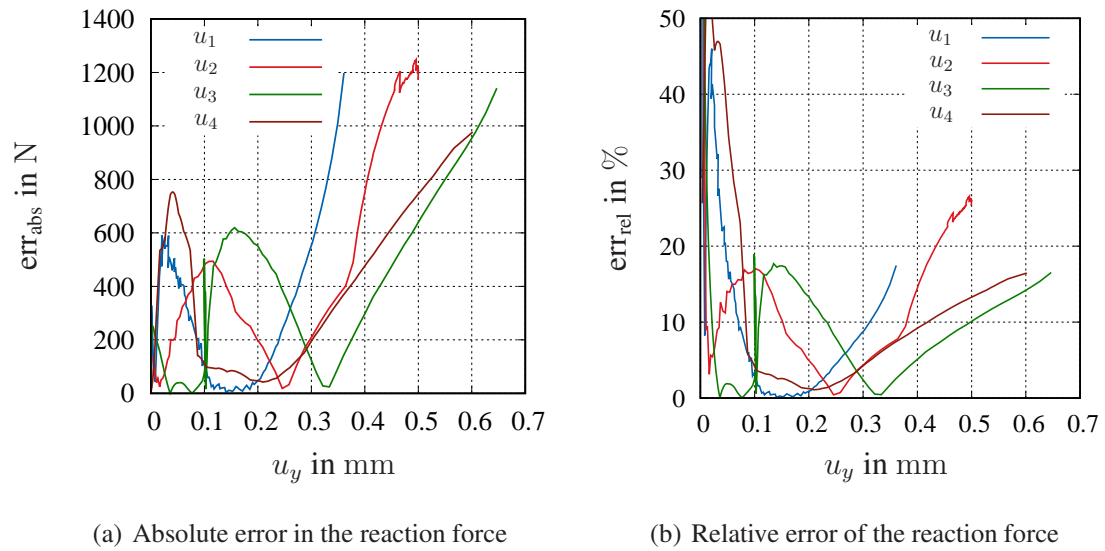 1400
1200
1000
800
600
400
200
0
0 0.1 0.2 0.3 0.4 0.5 0.6 0.7
err_abs in N
u_y in mm
u_1
u_2
u_3
u_4
(a) Absolute error in the reaction force
50
40
30
20
10
0
0 0.1 0.2 0.3 0.4 0.5 0.6 0.7
err_rel in %
u_y in mm
u_1
u_2
u_3
u_4
(b) Relative error of the reaction force